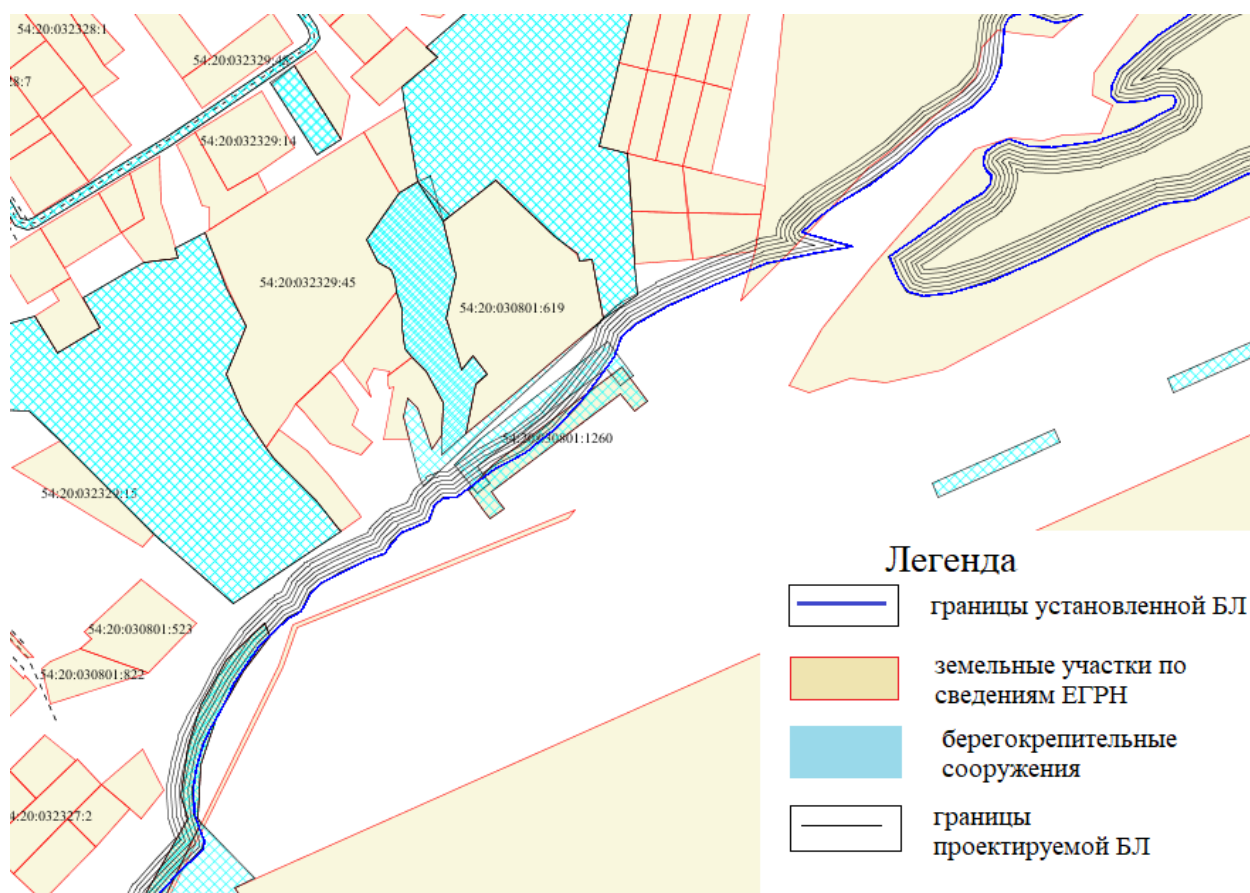 54:20:032328:1
54:20:032329:43
28:7
54:20:032329:14
54:20:032329:45
54:20:030801:619
54:20:030801:1260
54:20:032329:15
54:20:030801:523
54:20:030801:822
4:20:032327:2
Легенда
границы установленной БЛ
земельные участки по
сведениям ЕГРН
берегокрепительные
сооружения
границы
проектируемой БЛ